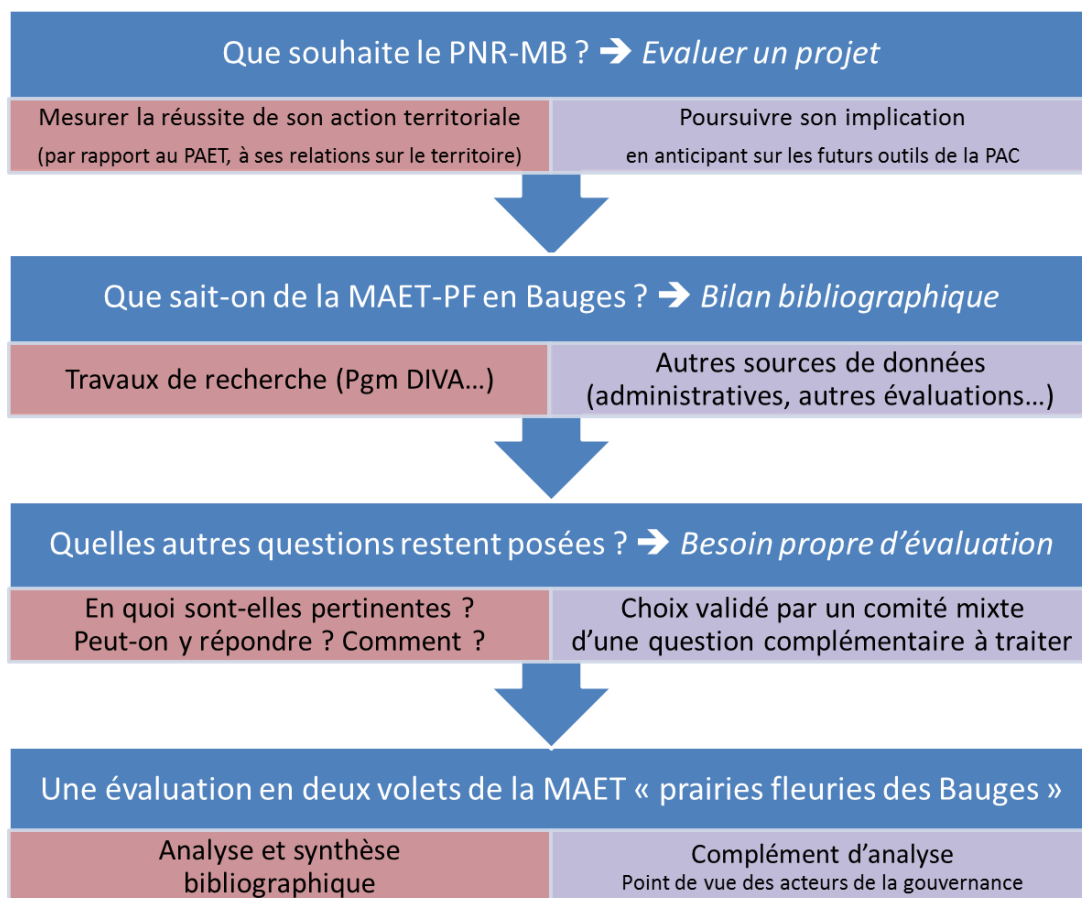 Que souhaite le PNR-MB ? ➔ Evaluer un projet
Mesurer la réussite de son action territoriale
(par rapport au PAET, à ses relations sur le territoire)
Poursuivre son implication
en anticipant sur les futurs outils de la PAC
Que sait-on de la MAET-PF en Bauges ? ➔ Bilan bibliographique
Travaux de recherche (Pgm DIVA…)
Autres sources de données
(administratives, autres évaluations…)
Quelles autres questions restent posées ? ➔ Besoin propre d’évaluation
En quoi sont-elles pertinentes ?
Peut-on y répondre ? Comment ?
Choix validé par un comité mixte
d’une question complémentaire à traiter
Une évaluation en deux volets de la MAET « prairies fleuries des Bauges »
Analyse et synthèse
bibliographique
Complément d’analyse
Point de vue des acteurs de la gouvernance